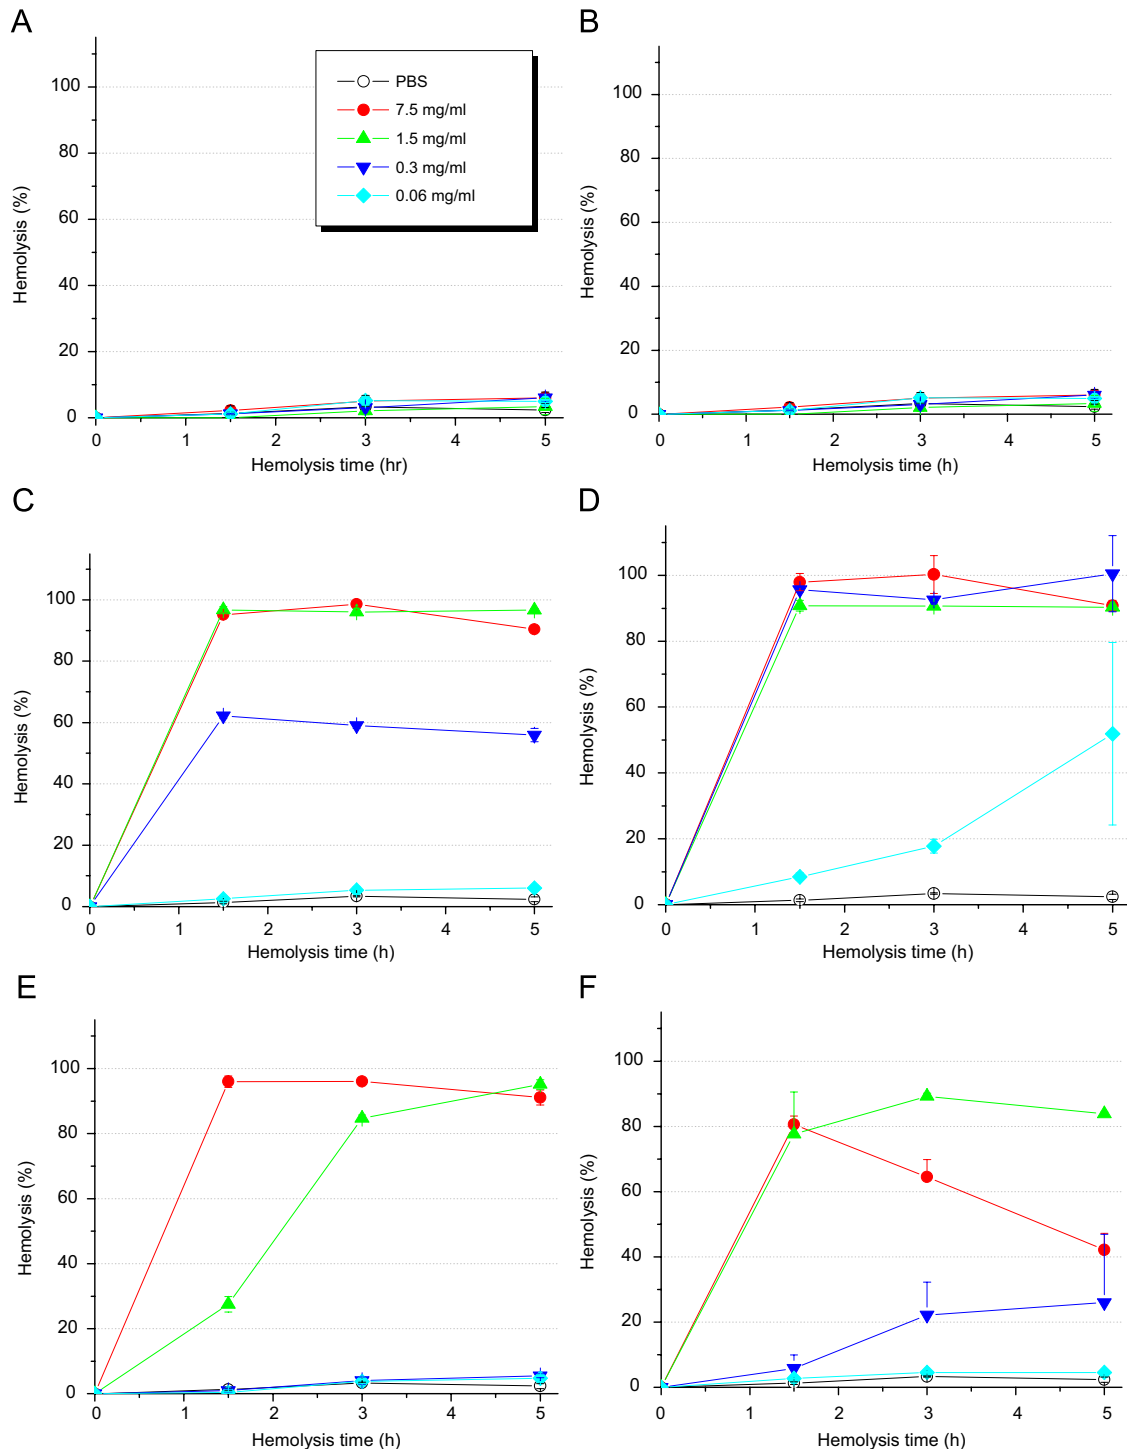 A
100
80
60
40
20
0
Hemolysis (%)
PBS
7.5 mg/ml
1.5 mg/ml
0.3 mg/ml
0.06 mg/ml
0 1 2 3 4 5
Hemolysis time (hr)
B
100
80
60
40
20
0
Hemolysis (%)
0 1 2 3 4 5
Hemolysis time (h)
C
100
80
60
40
20
0
Hemolysis (%)
0 1 2 3 4 5
Hemolysis time (h)
D
100
80
60
40
20
0
Hemolysis (%)
0 1 2 3 4 5
Hemolysis time (h)
E
100
80
60
40
20
0
Hemolysis (%)
0 1 2 3 4 5
Hemolysis time (h)
F
100
80
60
40
20
0
Hemolysis (%)
0 1 2 3 4 5
Hemolysis time (h)